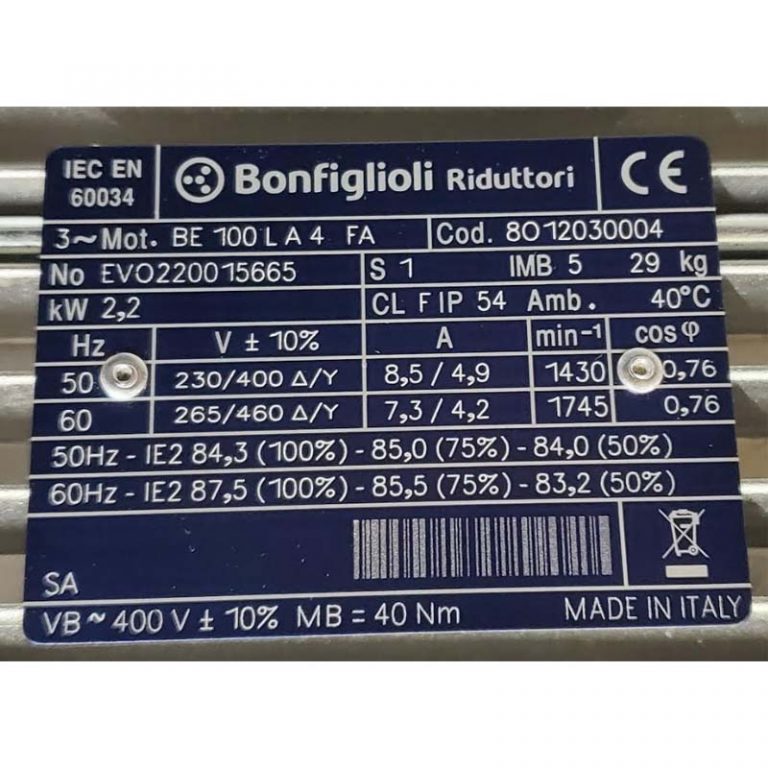 IEC EN
60034
Bonfiglioli Riduttori
CE
3~Mot. BE 100 L A 4 FA
Cod. 8O12030004
No EVO220015665
S 1 IMB 5 29 kg
kW 2,2
CL F IP 54 Amb. 40°C
Hz V ± 10% A min-¹ cos φ
50 230/400 Δ/Y 8,5 / 4,9 1430 0,76
60 265/460 Δ/Y 7,3 / 4,2 1745 0,76
50Hz - IE2 84,3 (100%) - 85,0 (75%) - 84,0 (50%)
60Hz - IE2 87,5 (100%) - 85,5 (75%) - 83,2 (50%)
SA
VB ~ 400 V ± 10% MB = 40 Nm
MADE IN ITALY